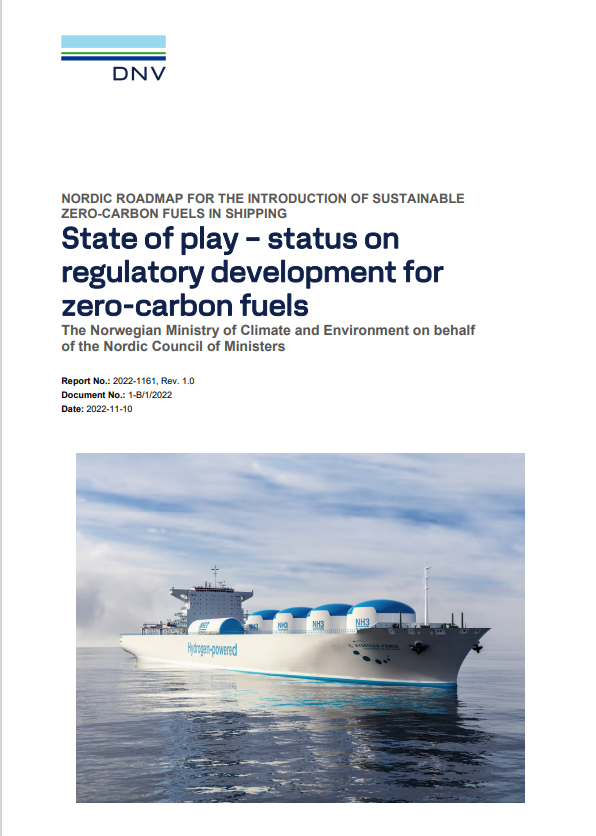 DNV
NORDIC ROADMAP FOR THE INTRODUCTION OF SUSTAINABLE
ZERO-CARBON FUELS IN SHIPPING
State of play – status on
regulatory development for
zero-carbon fuels
The Norwegian Ministry of Climate and Environment on behalf
of the Nordic Council of Ministers
Report No.: 2022-1161, Rev. 1.0
Document No.: 1-B/1/2022
Date: 2022-11-10
NH3 NH3 NH3
Hydrogen-powered